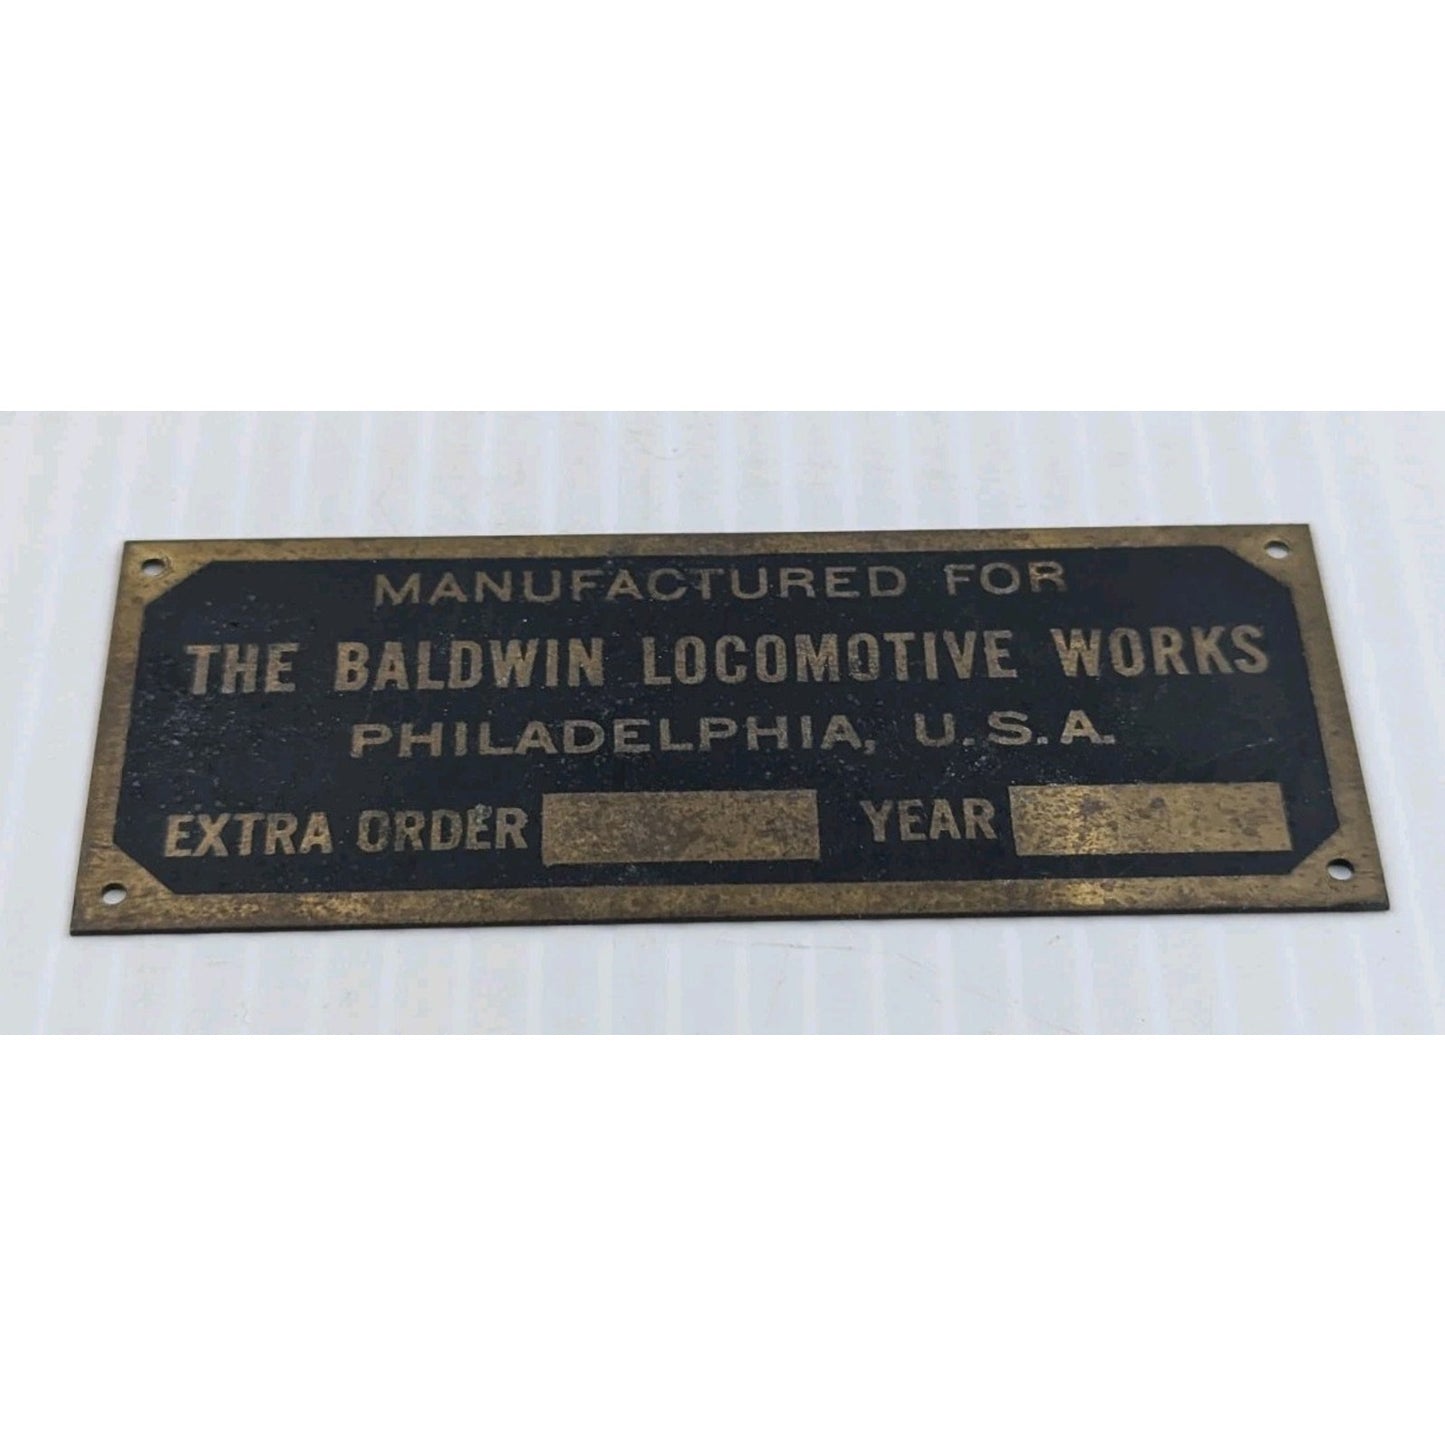 MANUFACTURED FOR
THE BALDWIN LOCOMOTIVE WORKS
PHILADELPHIA, U.S.A.
EXTRA ORDER YEAR